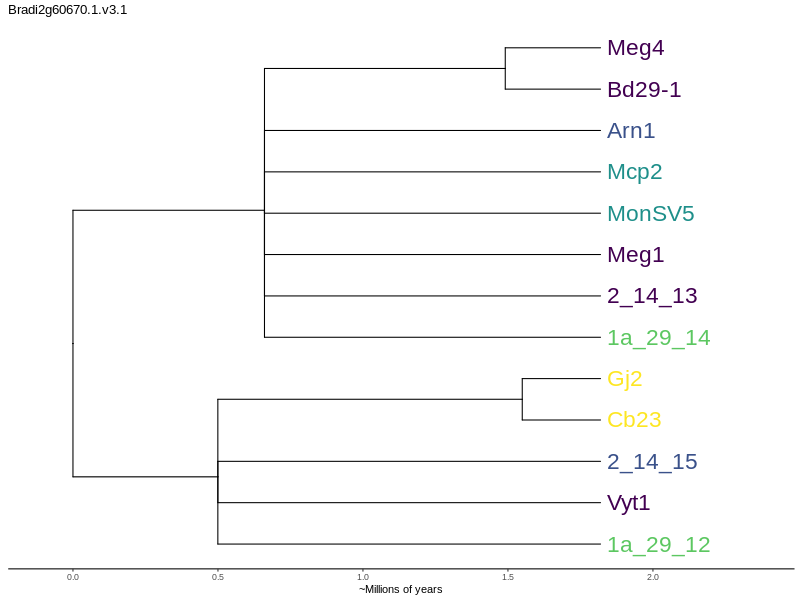 Bradi2g60670.1.v3.1
Meg4
Bd29-1
Arn1
Mcp2
MonSV5
Meg1
2_14_13
1a_29_14
Gj2
Cb23
2_14_15
Vyt1
1a_29_12
0.0 0.5 1.0 1.5 2.0
~Millions of years